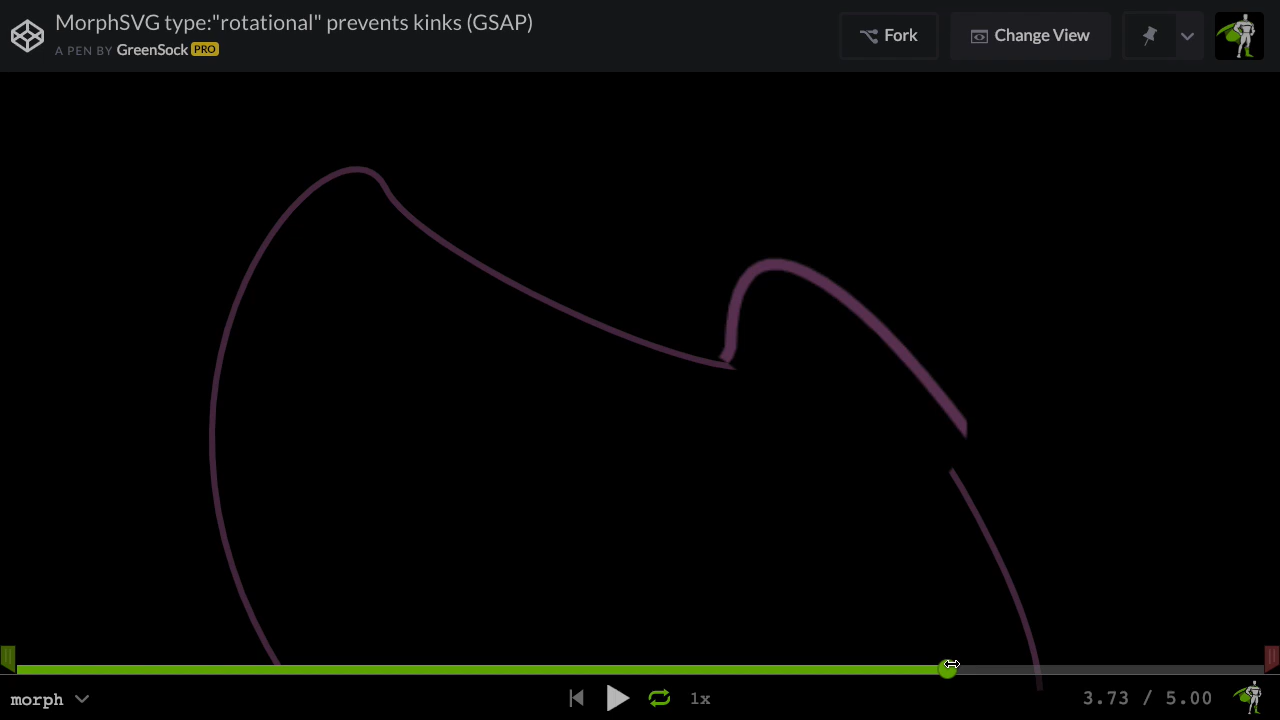 MorphSVG type:"rotational" prevents kinks (GSAP)
A PEN BY GreenSock PRO
Fork
Change View
morph
1x
3.73 / 5.00